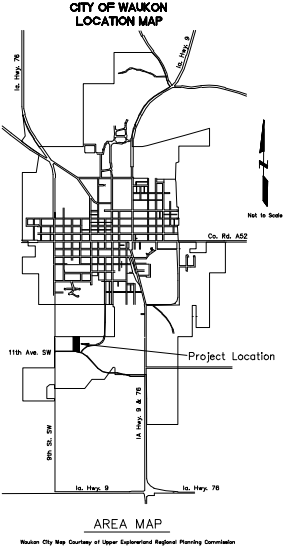 CITY OF WAUKON
LOCATION MAP
Ia. Hwy. 76
Ia. Hwy. 9
N
Not to Scale
Co. Rd. A52
11th Ave. SW
Project Location
9th St. SW
IA Hwy. 9 & 76
Ia. Hwy. 9
Ia. Hwy. 76
AREA MAP
Waukon City Map Courtesy of Upper Explorerland Regional Planning Commission